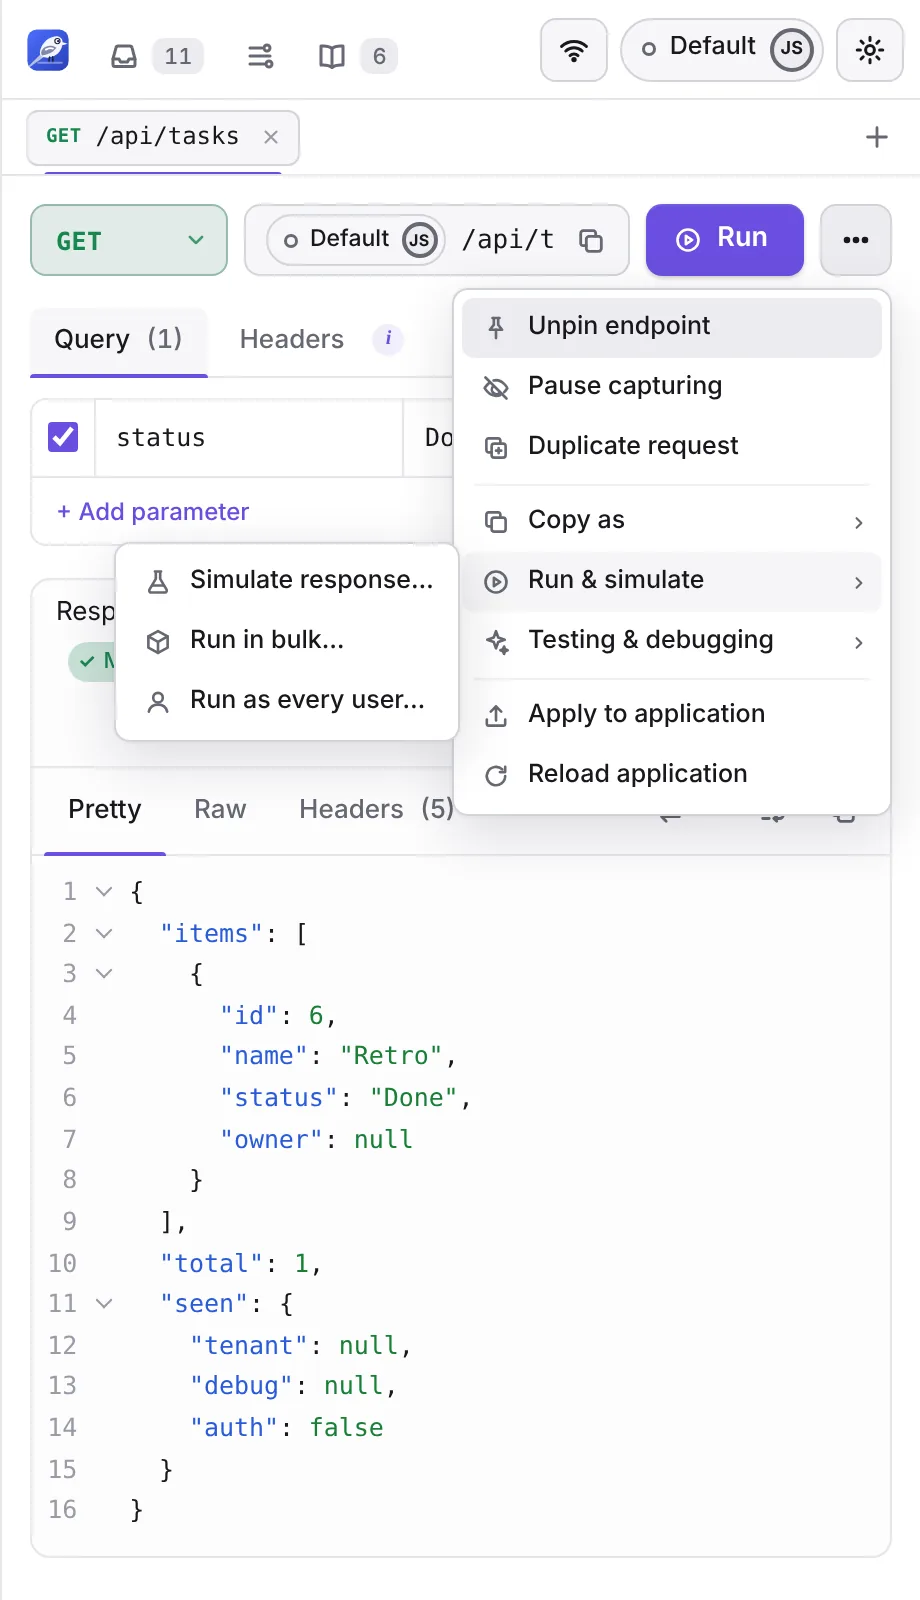 11
6
Default JS
GET /api/tasks
GET
Default JS /api/t
Run
Query (1)
Headers i
Unpin endpoint
Pause capturing
status
Do
Duplicate request
+ Add parameter
Copy as
Simulate response...
Run & simulate
Resp
Run in bulk...
Testing & debugging
Run as every user...
Apply to application
Reload application
Pretty
Raw
Headers (5)
1 {
2 "items": [
3 {
4 "id": 6,
5 "name": "Retro",
6 "status": "Done",
7 "owner": null
8 }
9 ],
10 "total": 1,
11 "seen": {
12 "tenant": null,
13 "debug": null,
14 "auth": false
15 }
16 }